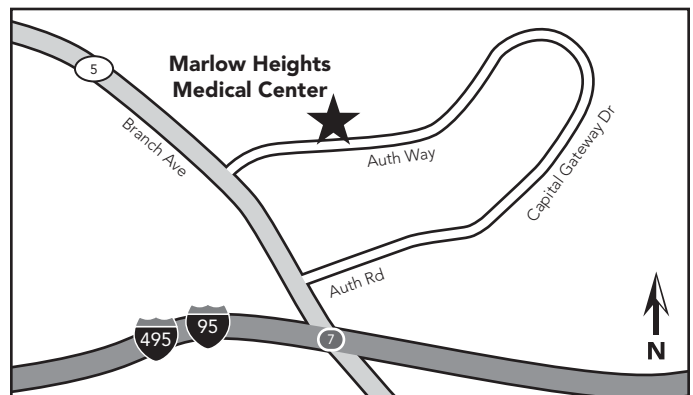 Marlow Heights
Medical Center
5
Branch Ave
Auth Way
Capital Gateway Dr
Auth Rd
495
95
7
N